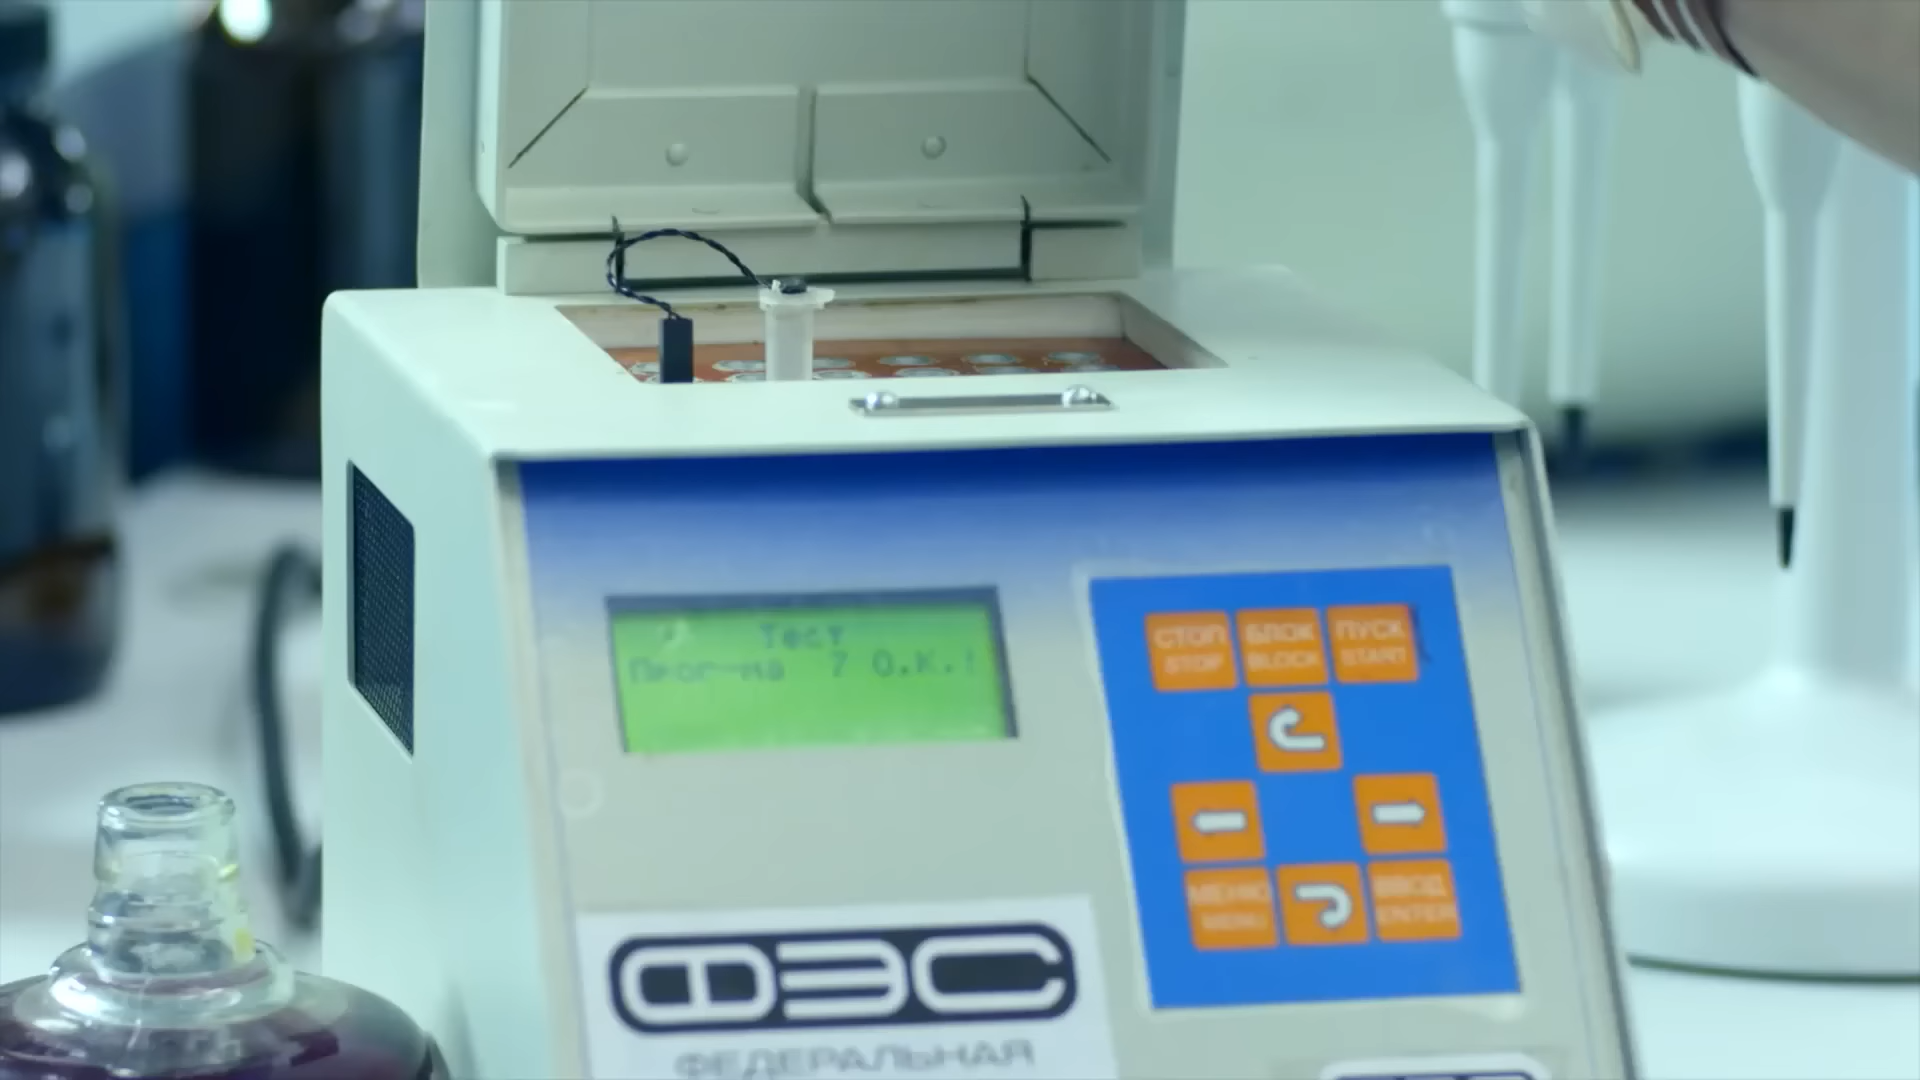 Тест
Прог-ма 7 О.К.!
СТОП STOP
БЛОК BLOCK
ПУСК START
МЕНЮ MENU
ВВОД ENTER
ФЭС
ФЕДЕРАЛЬНАЯ